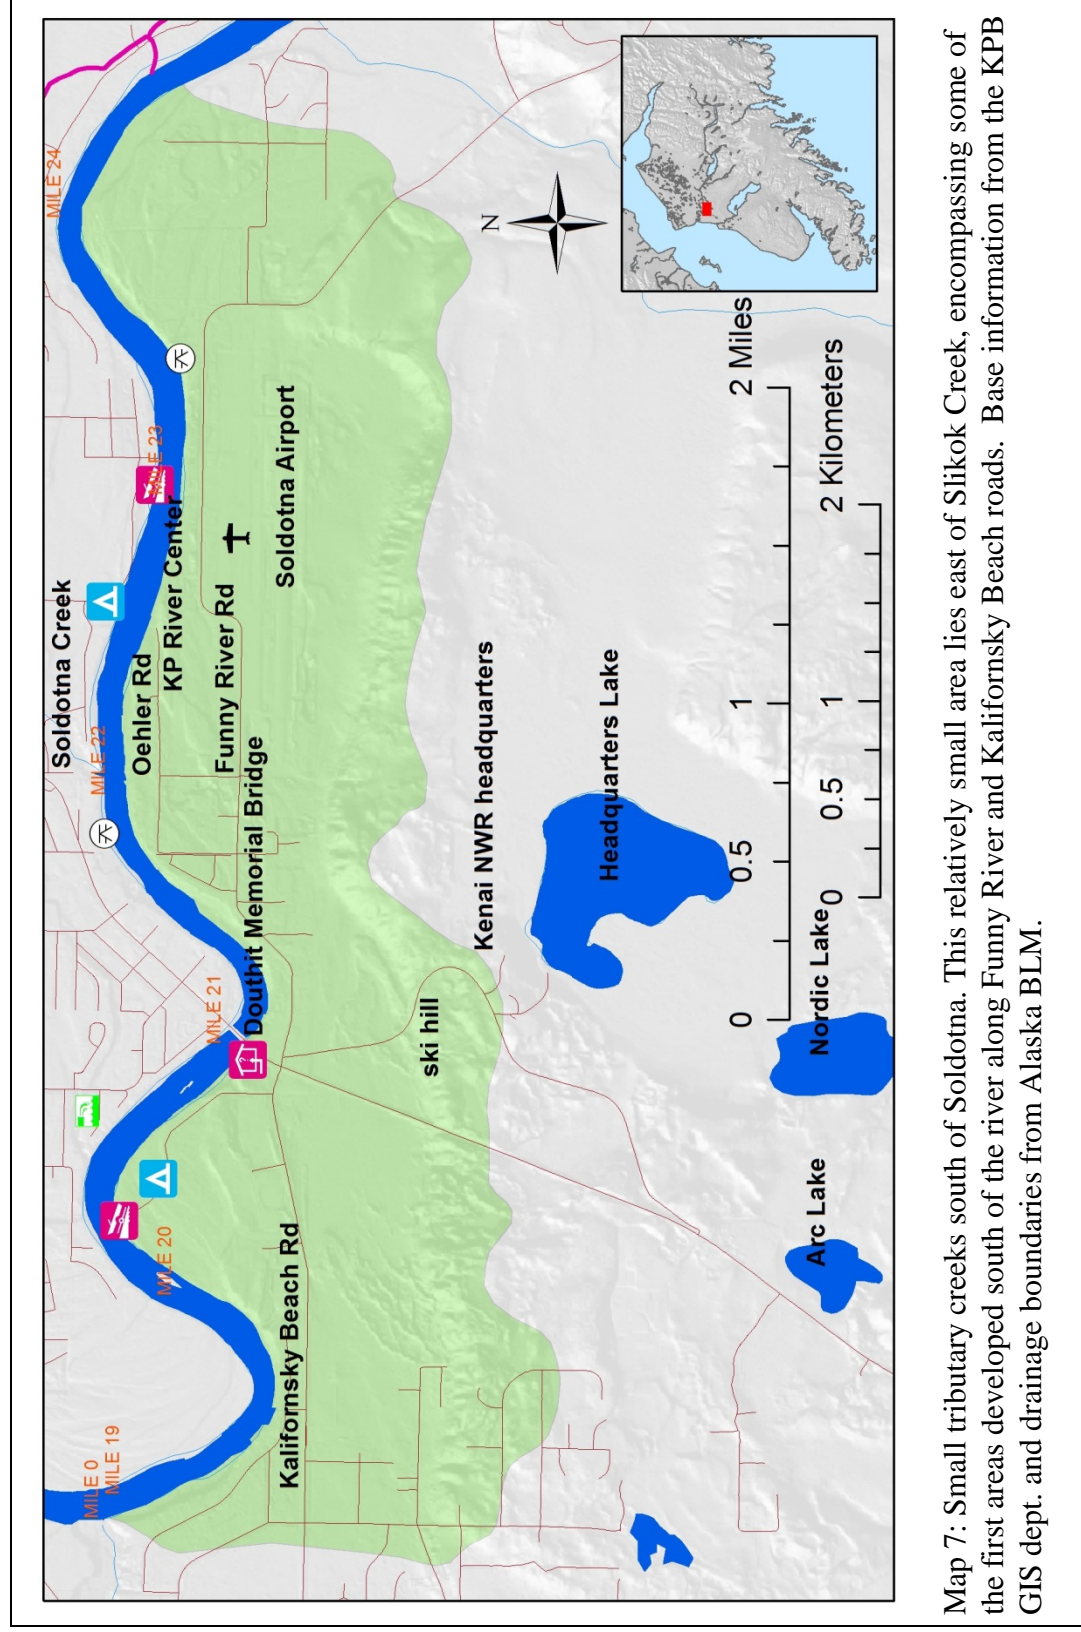 MILE 24
MILE 23
Soldotna Creek
KP River Center
MILE 22
Oehler Rd
Funny River Rd
Soldotna Airport
Douthit Memorial Bridge
MILE 21
ski hill
Kenai NWR headquarters
Headquarters Lake
MILE 20
Kalifornsky Beach Rd
MILE 0
MILE 19
Nordic Lake
Arc Lake
N
0 0.5 1 2 Miles
0 0.5 1 2 Kilometers
Map 7: Small tributary creeks south of Soldotna. This relatively small area lies east of Slikok Creek, encompassing some of
the first areas developed south of the river along Funny River and Kalifornsky Beach roads.  Base information from the KPB
GIS dept. and drainage boundaries from Alaska BLM.